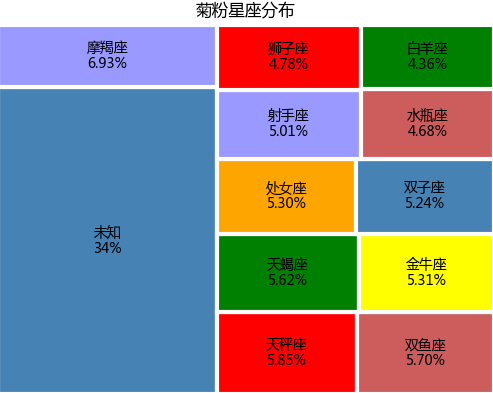 菊粉星座分布
摩羯座
6.93%
狮子座
4.78%
白羊座
4.36%
射手座
5.01%
水瓶座
4.68%
处女座
5.30%
双子座
5.24%
未知
34%
天蝎座
5.62%
金牛座
5.31%
天秤座
5.85%
双鱼座
5.70%